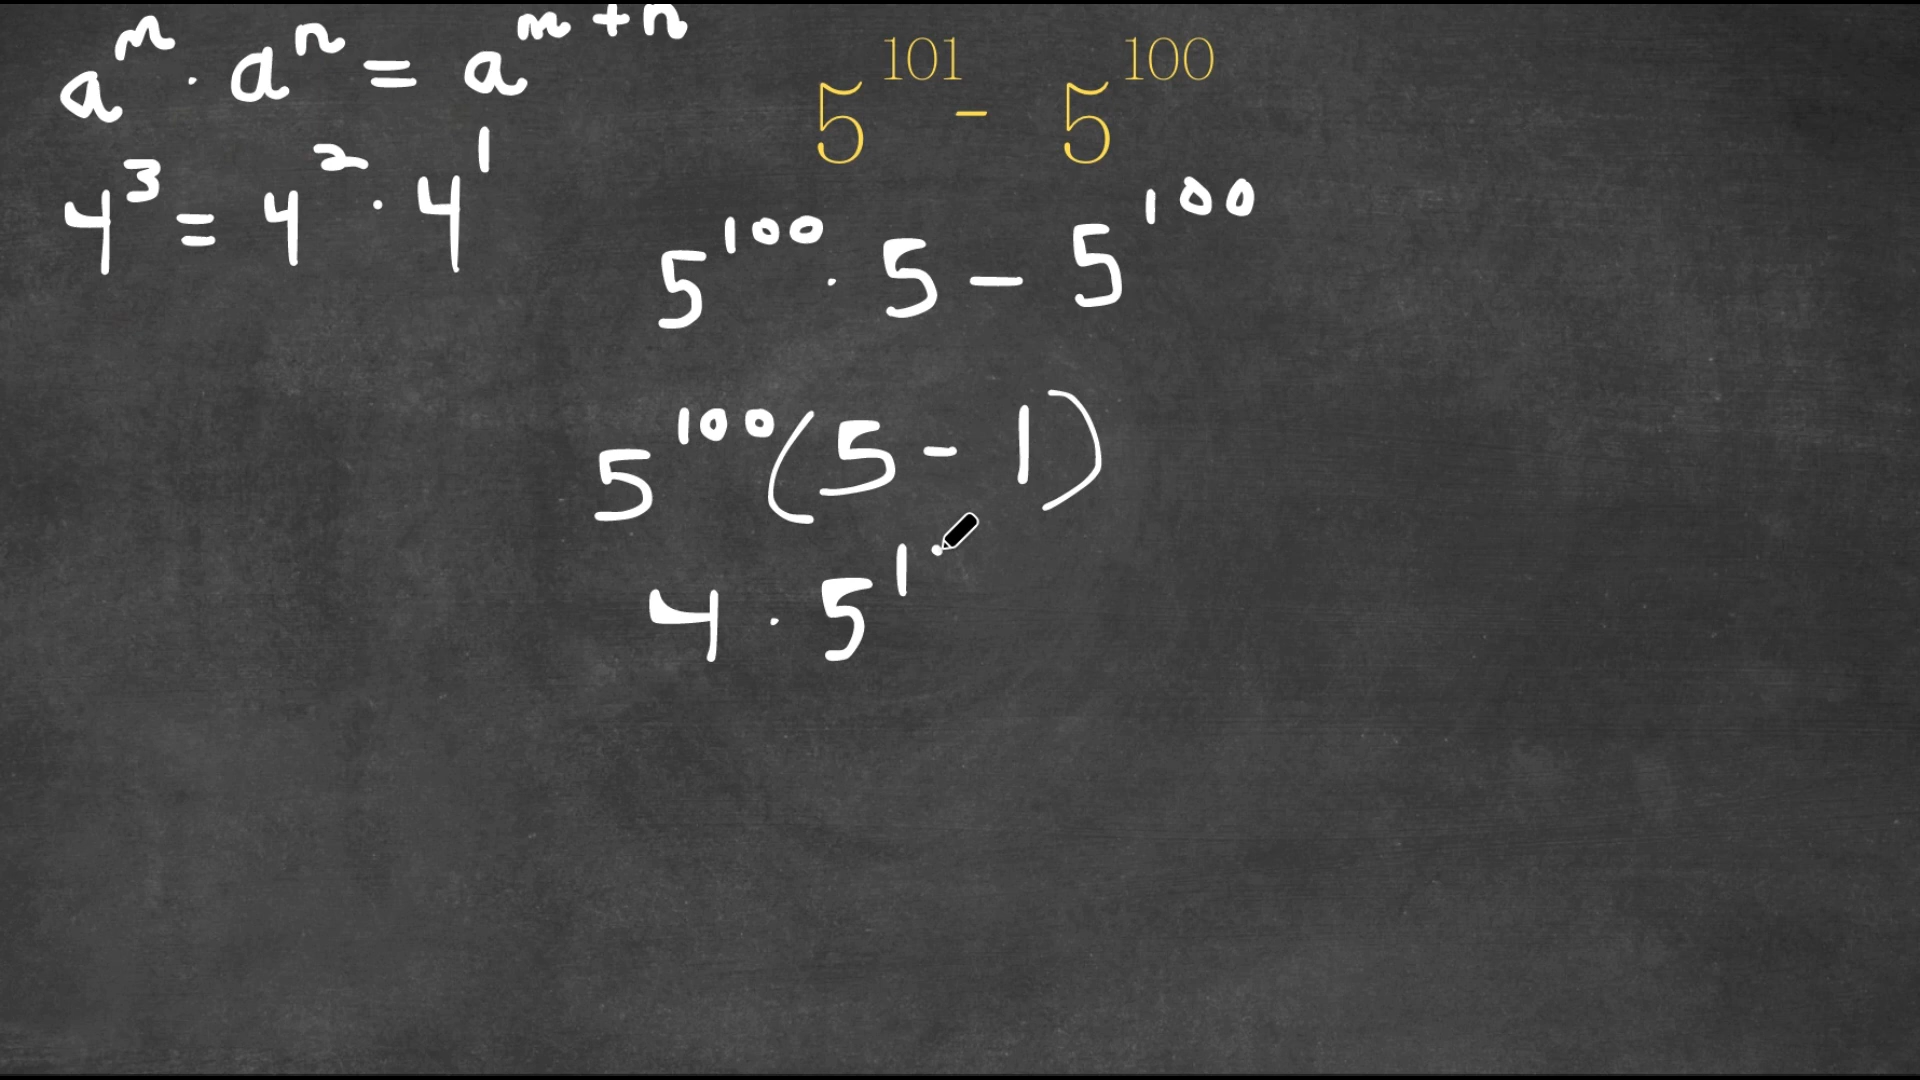 a^m · a^n = a^{m+n}
4^3 = 4^2 · 4^1
5^{101} - 5^{100}
5^{100} · 5 - 5^{100}
5^{100}(5 - 1)
4 · 5^1